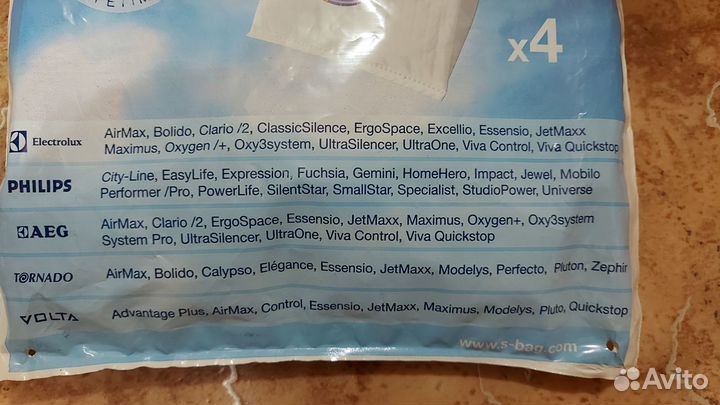 x4
Electrolux AirMax, Bolido, Clario /2, ClassicSilence, ErgoSpace, Excellio, Essensio, JetMaxx
Maximus, Oxygen /+, Oxy3system, UltraSilencer, UltraOne, Viva Control, Viva Quickstop
PHILIPS City-Line, EasyLife, Expression, Fuchsia, Gemini, HomeHero, Impact, Jewel, Mobilo
Performer /Pro, PowerLife, SilentStar, SmallStar, Specialist, StudioPower, Universe
AEG AirMax, Clario /2, ErgoSpace, Essensio, JetMaxx, Maximus, Oxygen+, Oxy3system
System Pro, UltraSilencer, UltraOne, Viva Control, Viva Quickstop
TORNADO AirMax, Bolido, Calypso, Elégance, Essensio, JetMaxx, Modelys, Perfecto, Pluton, Zephir
VOLTA Advantage Plus, AirMax, Control, Essensio, JetMaxx, Maximus, Modelys, Pluto, Quickstop
www.s-bag.com
Avito